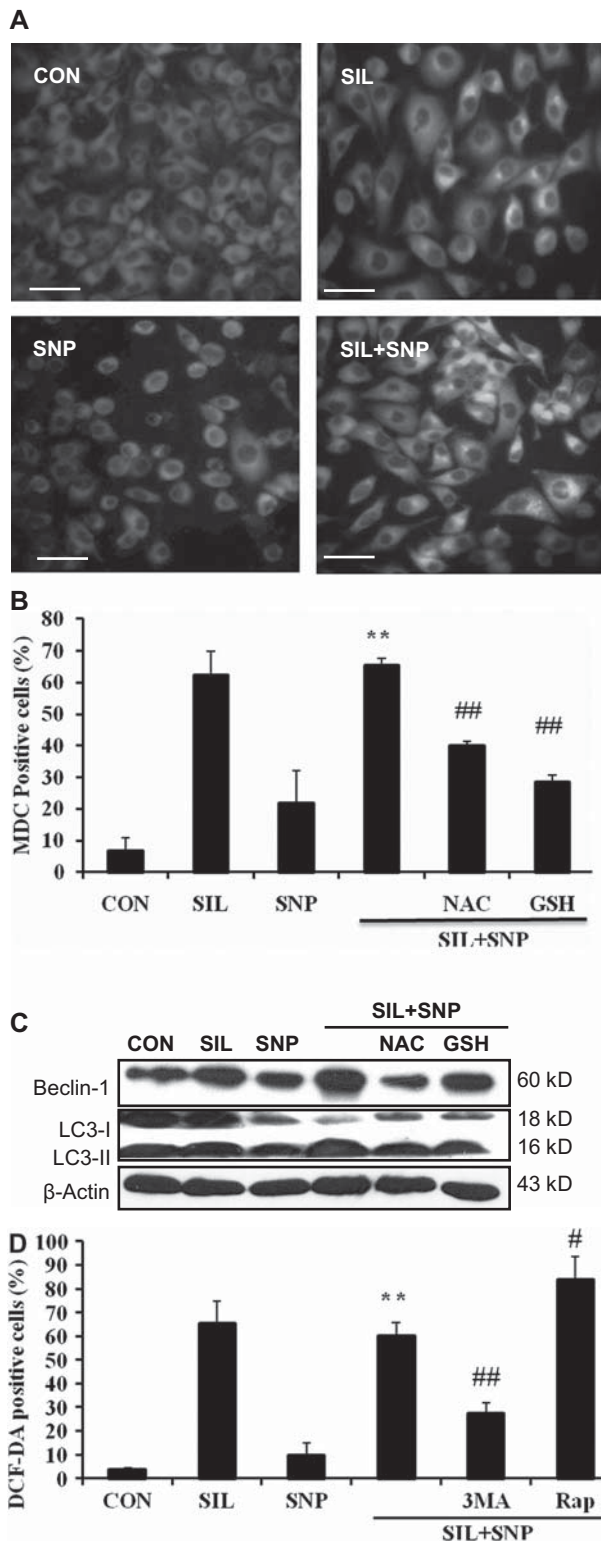 A
CON SIL
SNP SIL+SNP
B
MDC Positive cells (%)
80
70
60
50
40
30
20
10
0
**
##
##
CON SIL SNP NAC GSH
SIL+SNP
C
SIL+SNP
CON SIL SNP NAC GSH
Beclin-1 60 kD
LC3-I 18 kD
LC3-II 16 kD
β-Actin 43 kD
D
DCF-DA positive cells (%)
100
90
80
70
60
50
40
30
20
10
0
**
##
#
CON SIL SNP 3MA Rap
SIL+SNP